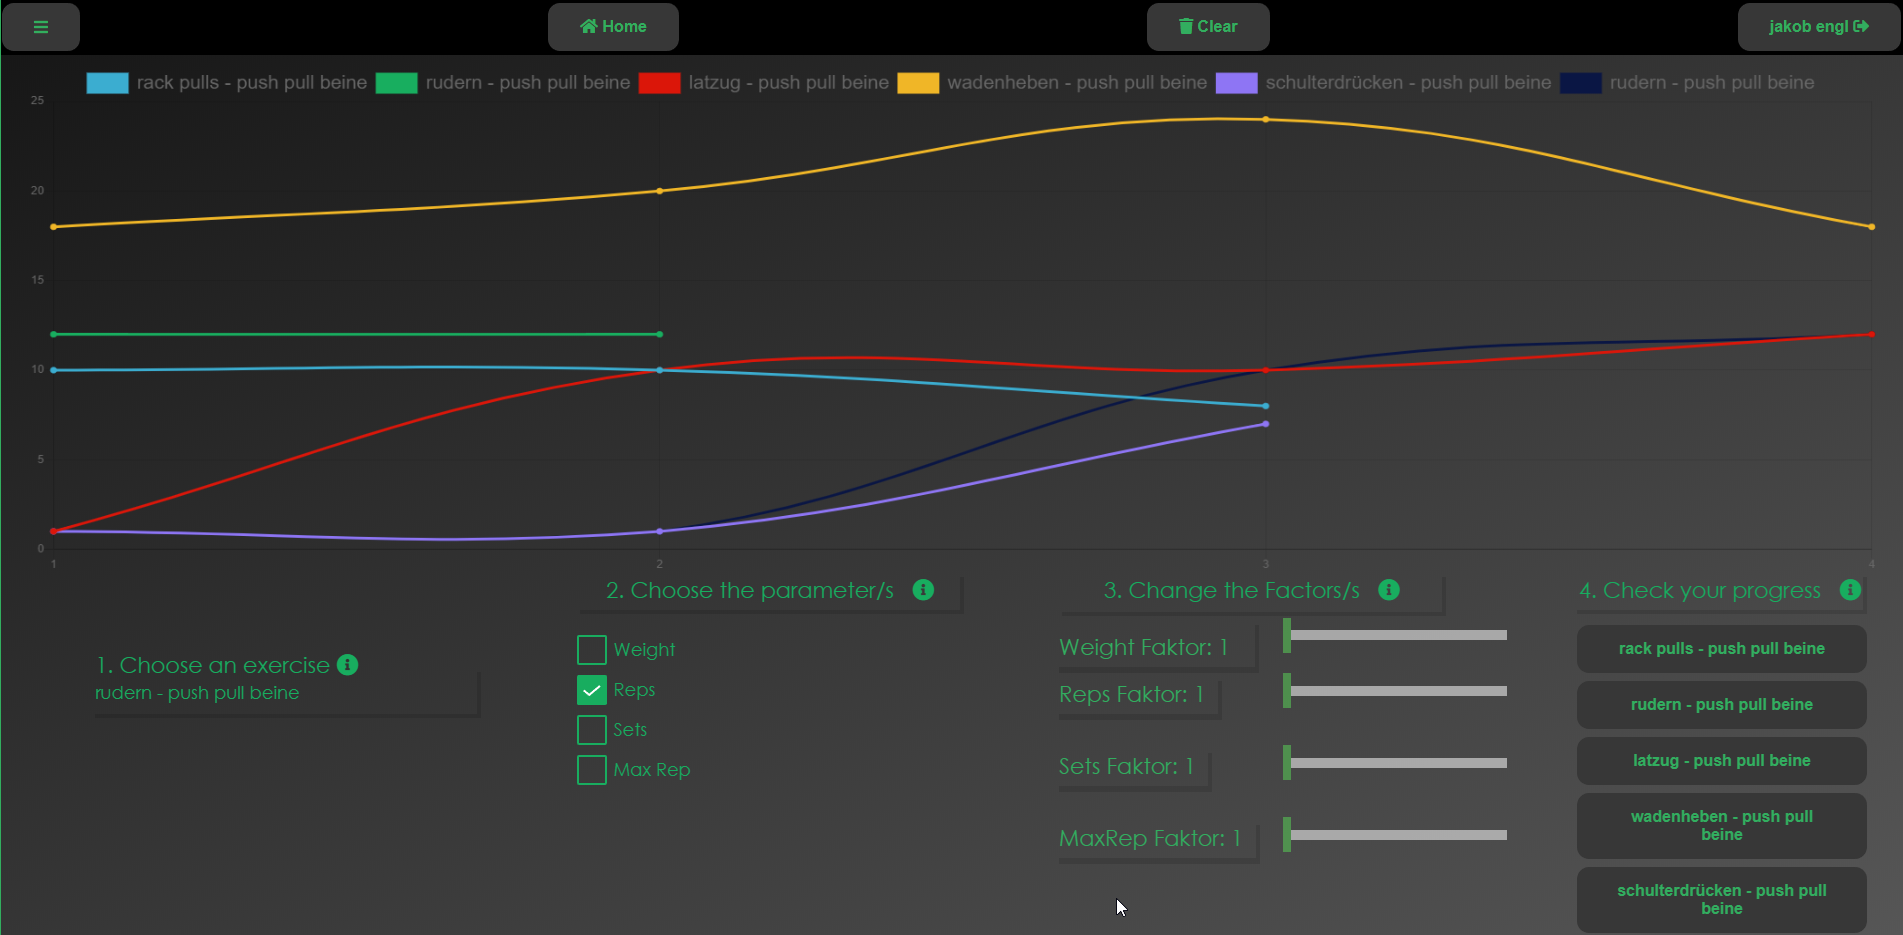 Home
Clear
jakob engl
rack pulls - push pull beine
rudern - push pull beine
latzug - push pull beine
wadenheben - push pull beine
schulterdrücken - push pull beine
rudern - push pull beine
25
20
15
10
5
0
1
2
3
4
1. Choose an exercise
rudern - push pull beine
2. Choose the parameter/s
Weight
Reps
Sets
Max Rep
3. Change the Factors/s
Weight Faktor: 1
Reps Faktor: 1
Sets Faktor: 1
MaxRep Faktor: 1
4. Check your progress
rack pulls - push pull beine
rudern - push pull beine
latzug - push pull beine
wadenheben - push pull
beine
schulterdrücken - push pull
beine